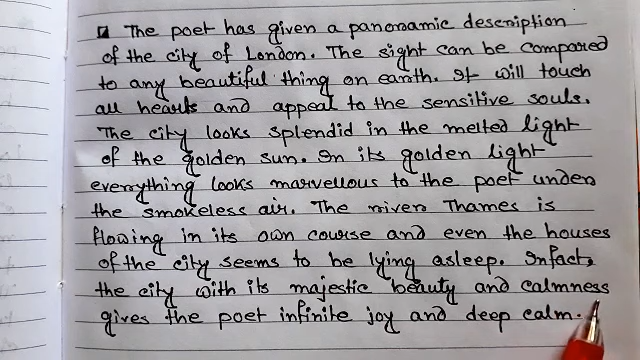 The poet has given a panoramic description
of the city of London. The sight can be compared
to any beautiful thing on earth. It will touch
all hearts and appeal to the sensitive souls.
The city looks splendid in the melted light
of the golden sun. In its golden light
everything looks marvellous to the poet under
the smokeless air. The river Thames is
flowing in its own course and even the houses
of the city seems to be lying asleep. Infact,
the city with its majestic beauty and calmness
gives the poet infinite joy and deep calm.